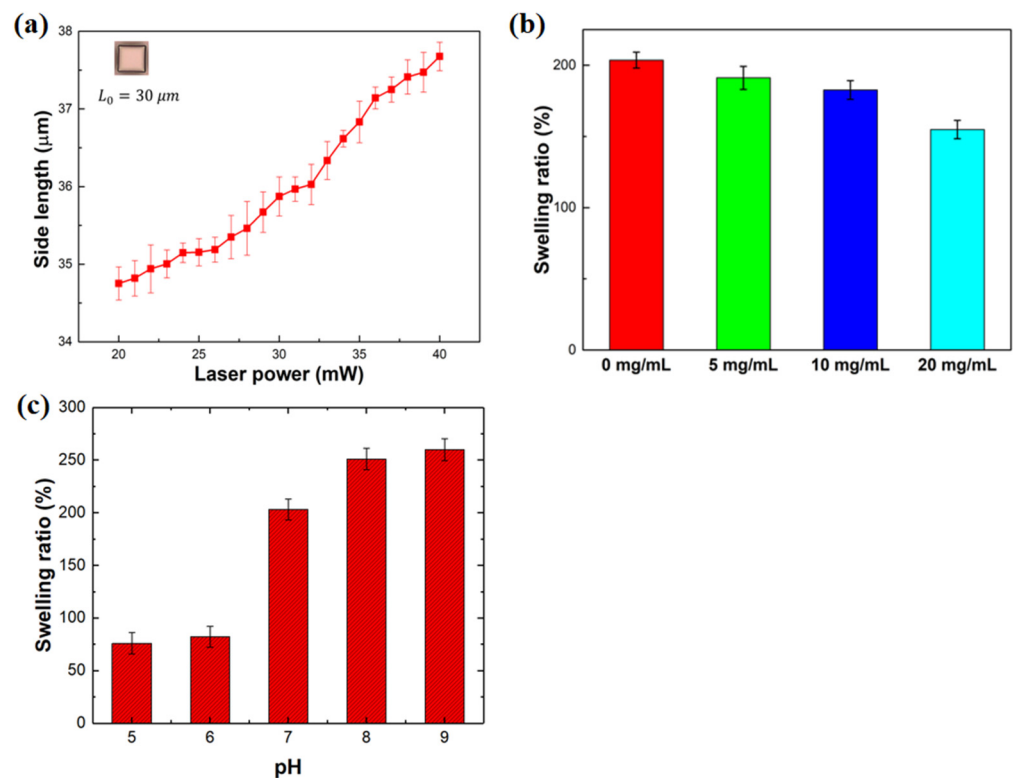 (a)
38
37
36
35
34
Side length (μm)
L₀ = 30 μm
20 25 30 35 40
Laser power (mW)
(b)
200
100
0
Swelling ratio (%)
0 mg/mL 5 mg/mL 10 mg/mL 20 mg/mL
(c)
300
250
200
150
100
50
0
Swelling ratio (%)
5 6 7 8 9
pH